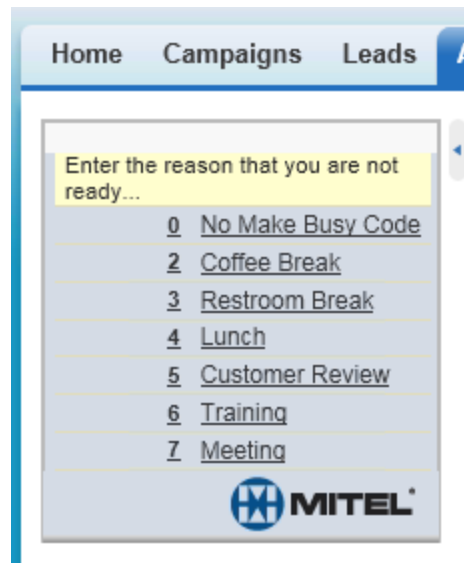 Home Campaigns Leads A
Enter the reason that you are not
ready...
0 No Make Busy Code
2 Coffee Break
3 Restroom Break
4 Lunch
5 Customer Review
6 Training
7 Meeting
MITEL